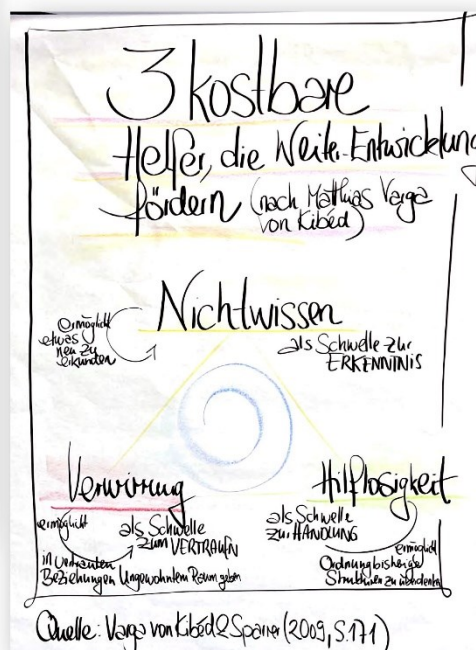 3 kostbare
Helfer, die Weiter-Entwicklung
fördern (nach Matthias Varga
von Kibéd)
Nichtwissen
Ermöglicht
etwas
neu zu
erkunden
als Schwelle zur
ERKENNTNIS
Verwirrung
ermöglicht
als Schwelle
zum VERTRAUEN
in vertrauten
Beziehungen Ungewohntem Raum geben
Hilflosigkeit
als Schwelle
zur HANDLUNG
ermöglicht
Ordnung bisheriger
Strukturen zu überdenken
Quelle: Varga von Kibéd & Sparrer (2009, S.171)